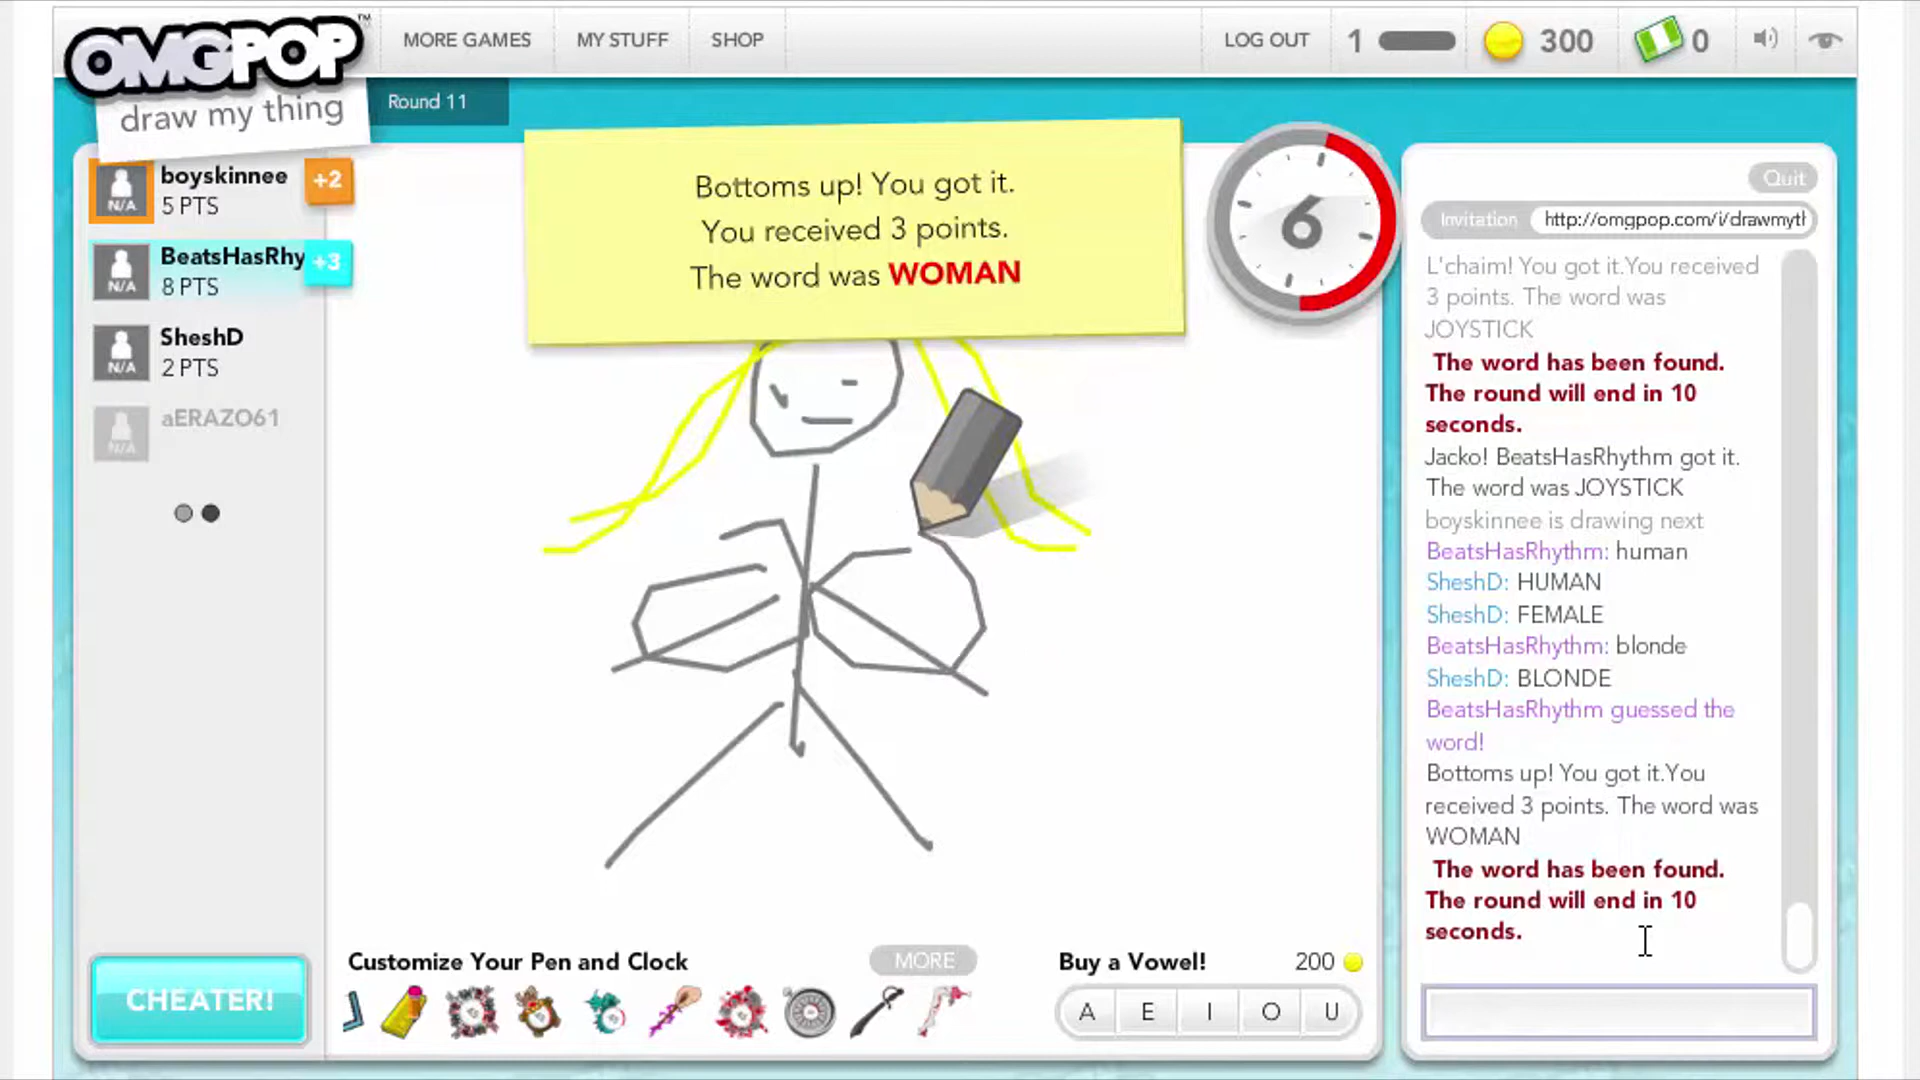 OMGPOP™
draw my thing
MORE GAMES
MY STUFF
SHOP
LOG OUT
1
300
0
Round 11
boyskinnee
5 PTS
+2
N/A
BeatsHasRhy
8 PTS
+3
N/A
SheshD
2 PTS
N/A
aERAZO61
N/A
CHEATER!
Bottoms up! You got it.
You received 3 points.
The word was WOMAN
6
Customize Your Pen and Clock
MORE
Buy a Vowel!
200
A E I O U
Quit
Invitation
http://omgpop.com/i/drawmyth
L'chaim! You got it.You received
3 points. The word was
JOYSTICK
The word has been found.
The round will end in 10
seconds.
Jacko! BeatsHasRhythm got it.
The word was JOYSTICK
boyskinnee is drawing next
BeatsHasRhythm: human
SheshD: HUMAN
SheshD: FEMALE
BeatsHasRhythm: blonde
SheshD: BLONDE
BeatsHasRhythm guessed the
word!
Bottoms up! You got it.You
received 3 points. The word was
WOMAN
The word has been found.
The round will end in 10
seconds.